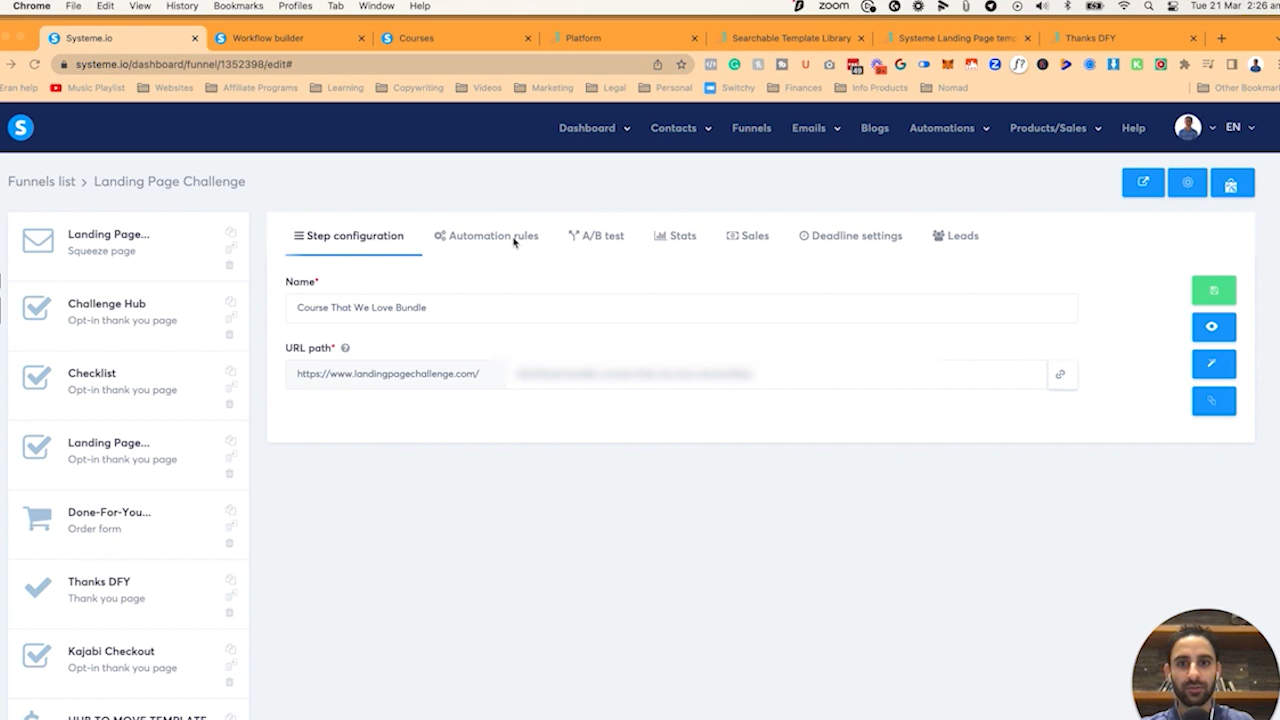 Chrome File Edit View History Bookmarks Profiles Tab Window Help zoom Tue 21 Mar 2:26 am
Systeme.io Workflow builder Courses Platform Searchable Template Library Systeme Landing Page temp Thanks DFY
systeme.io/dashboard/funnel/1352398/edit#
Eran help Music Playlist Websites Affiliate Programs Learning Copywriting Videos Marketing Legal Personal Switchy Finances Info Products Nomad Other Bookmar
S Dashboard Contacts Funnels Emails Blogs Automations Products/Sales Help EN
Funnels list > Landing Page Challenge
Landing Page...
Squeeze page
Challenge Hub
Opt-in thank you page
Checklist
Opt-in thank you page
Landing Page...
Opt-in thank you page
Done-For-You...
Order form
Thanks DFY
Thank you page
Kajabi Checkout
Opt-in thank you page
HUB TO MOVE TEMPLATE
Step configuration Automation rules A/B test Stats Sales Deadline settings Leads
Name*
Course That We Love Bundle
URL path*
https://www.landingpagechallenge.com/